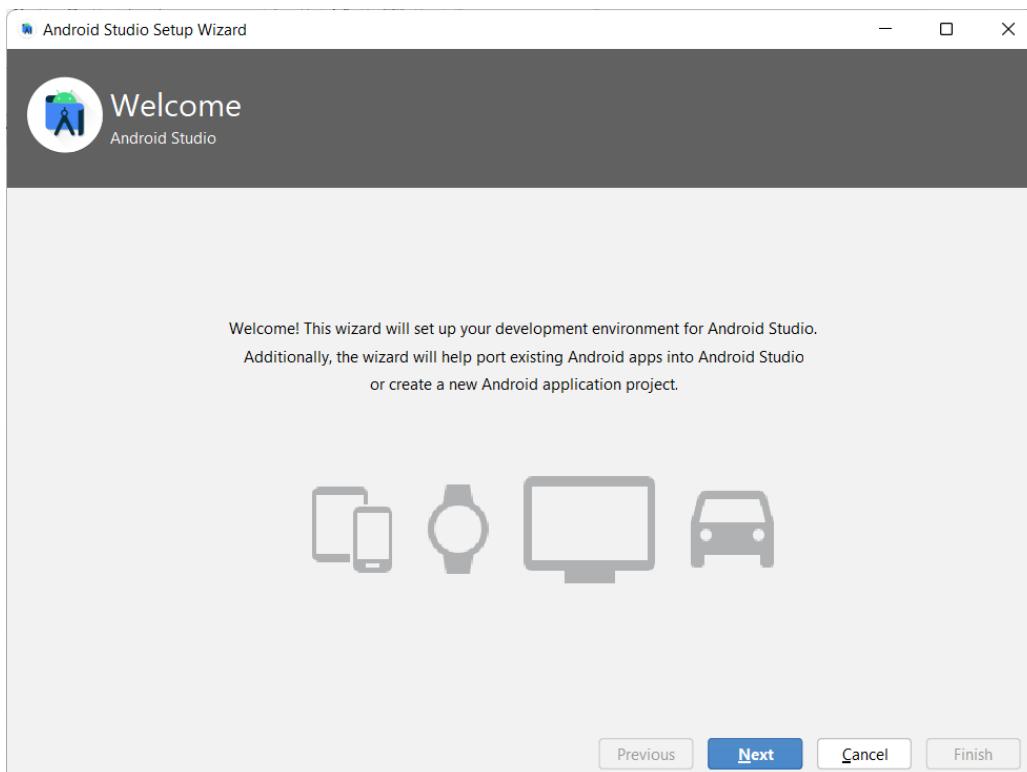 Android Studio Setup Wizard
Welcome
Android Studio
Welcome! This wizard will set up your development environment for Android Studio.
Additionally, the wizard will help port existing Android apps into Android Studio
or create a new Android application project.
Previous
Next
Cancel
Finish